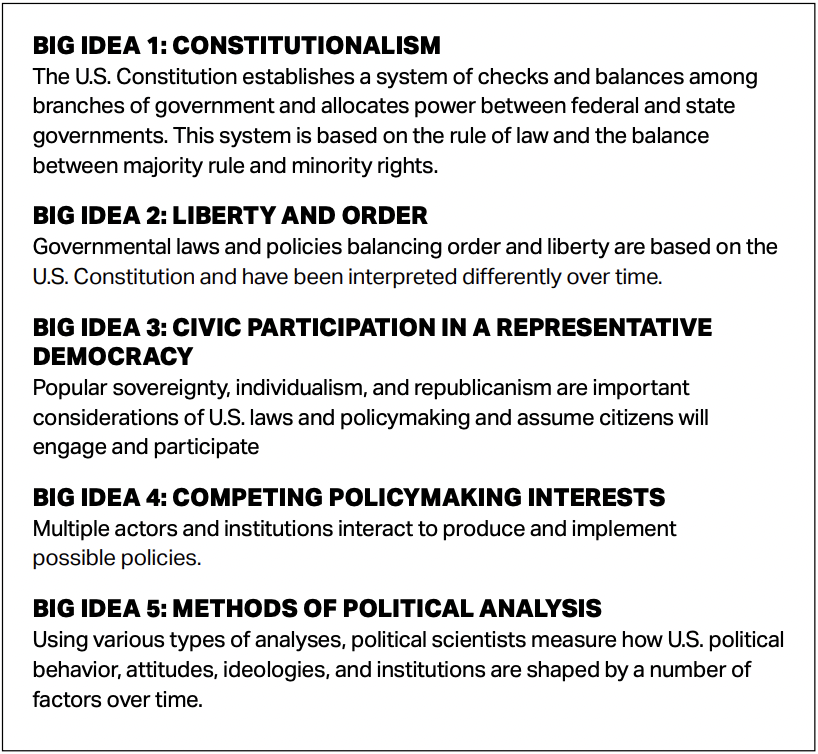 BIG IDEA 1: CONSTITUTIONALISM
The U.S. Constitution establishes a system of checks and balances among
branches of government and allocates power between federal and state
governments. This system is based on the rule of law and the balance
between majority rule and minority rights.
BIG IDEA 2: LIBERTY AND ORDER
Governmental laws and policies balancing order and liberty are based on the
U.S. Constitution and have been interpreted differently over time.
BIG IDEA 3: CIVIC PARTICIPATION IN A REPRESENTATIVE
DEMOCRACY
Popular sovereignty, individualism, and republicanism are important
considerations of U.S. laws and policymaking and assume citizens will
engage and participate
BIG IDEA 4: COMPETING POLICYMAKING INTERESTS
Multiple actors and institutions interact to produce and implement
possible policies.
BIG IDEA 5: METHODS OF POLITICAL ANALYSIS
Using various types of analyses, political scientists measure how U.S. political
behavior, attitudes, ideologies, and institutions are shaped by a number of
factors over time.